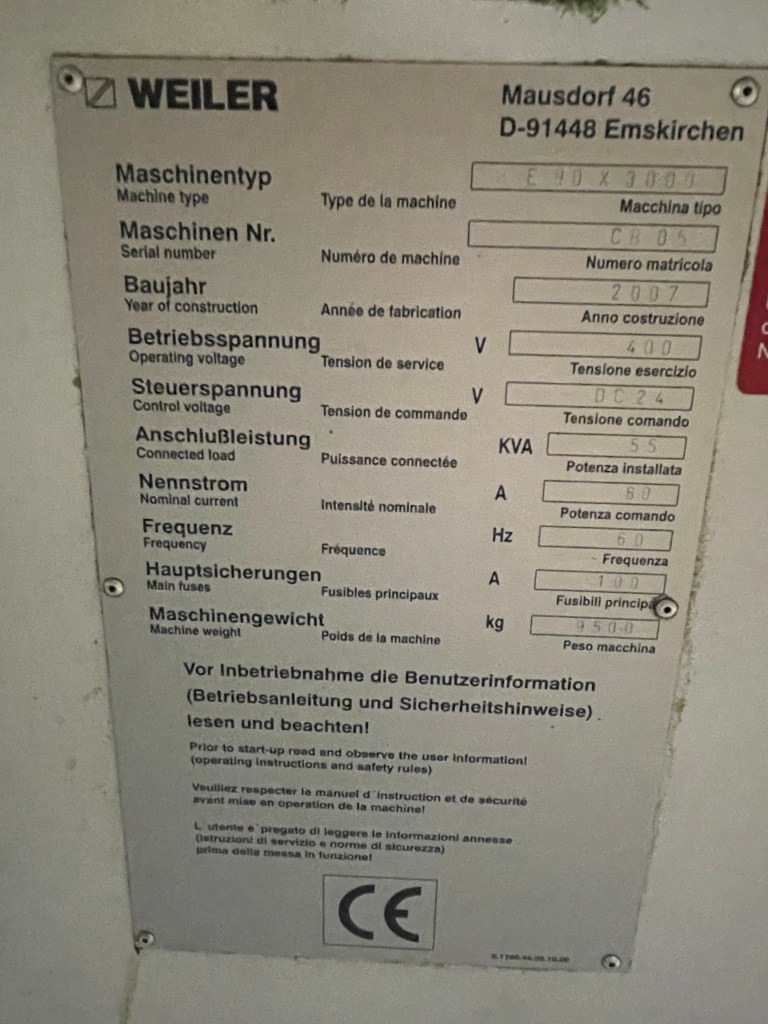 WEILER
Mausdorf 46
D-91448 Emskirchen
Maschinentyp E 90 X 3000
Machine type Type de la machine Macchina tipo
Maschinen Nr. CB 05
Serial number Numéro de machine Numero matricola
Baujahr 2007
Year of construction Année de fabrication Anno costruzione
Betriebsspannung V 400
Operating voltage Tension de service Tensione esercizio
Steuerspannung V DC 24
Control voltage Tension de commande Tensione comando
Anschlußleistung KVA 55
Connected load Puissance connectée Potenza installata
Nennstrom A 80
Nominal current Intensité nominale Potenza comando
Frequenz Hz 60
Frequency Fréquence Frequenza
Hauptsicherungen A 100
Main fuses Fusibles principaux Fusibili
Maschinengewicht kg 9500
Machine weight Poids de la machine Peso macchina
Vor Inbetriebnahme die Benutzerinformation
(Betriebsanleitung und Sicherheitshinweise)
lesen und beachten!
Prior to start-up read and observe the user information!
(operating instructions and safety rules)
Veuillez respecter le manuel d'instruction et de sécurité
avant mise en operation de la machine!
L'utente e'pregato di leggere le informazioni annesse
(istruzioni di servizio e norme di sicurezza)
prima della messa in funzione!
CE